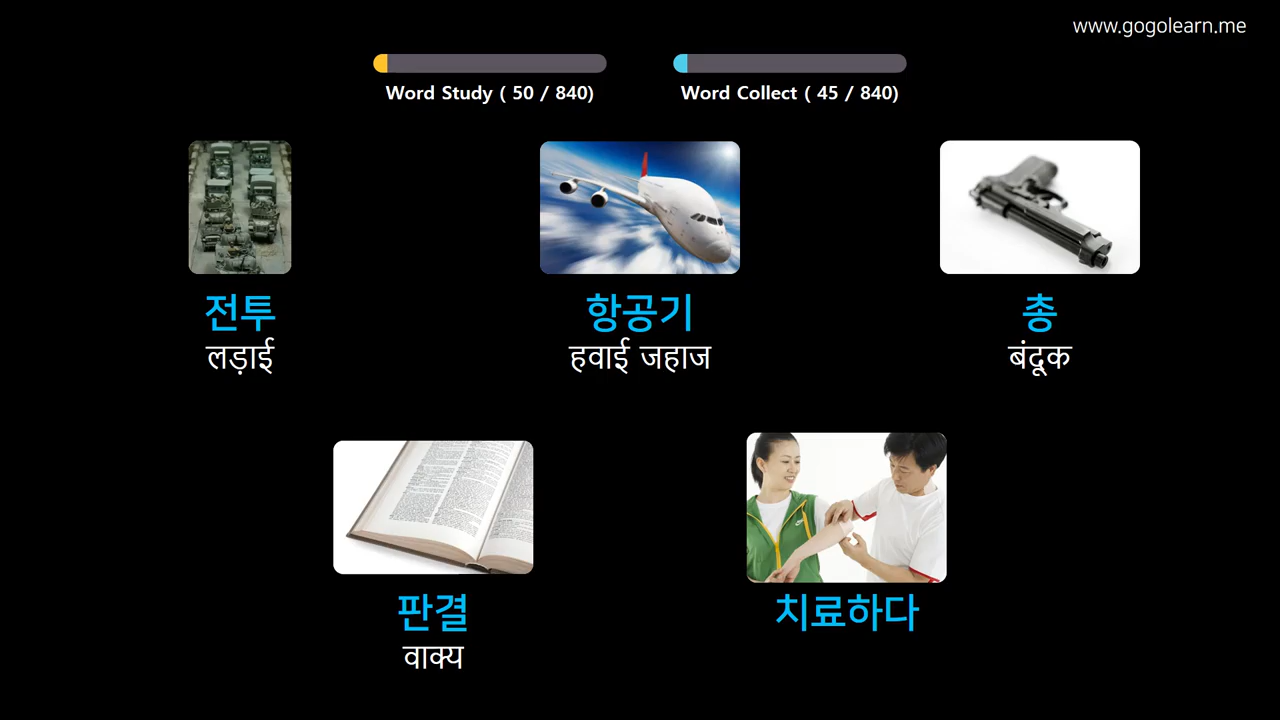 www.gogolearn.me
Word Study ( 50 / 840)
Word Collect ( 45 / 840)
전투
लड़ाई
항공기
हवाई जहाज
총
बंदूक
판결
वाक्य
치료하다